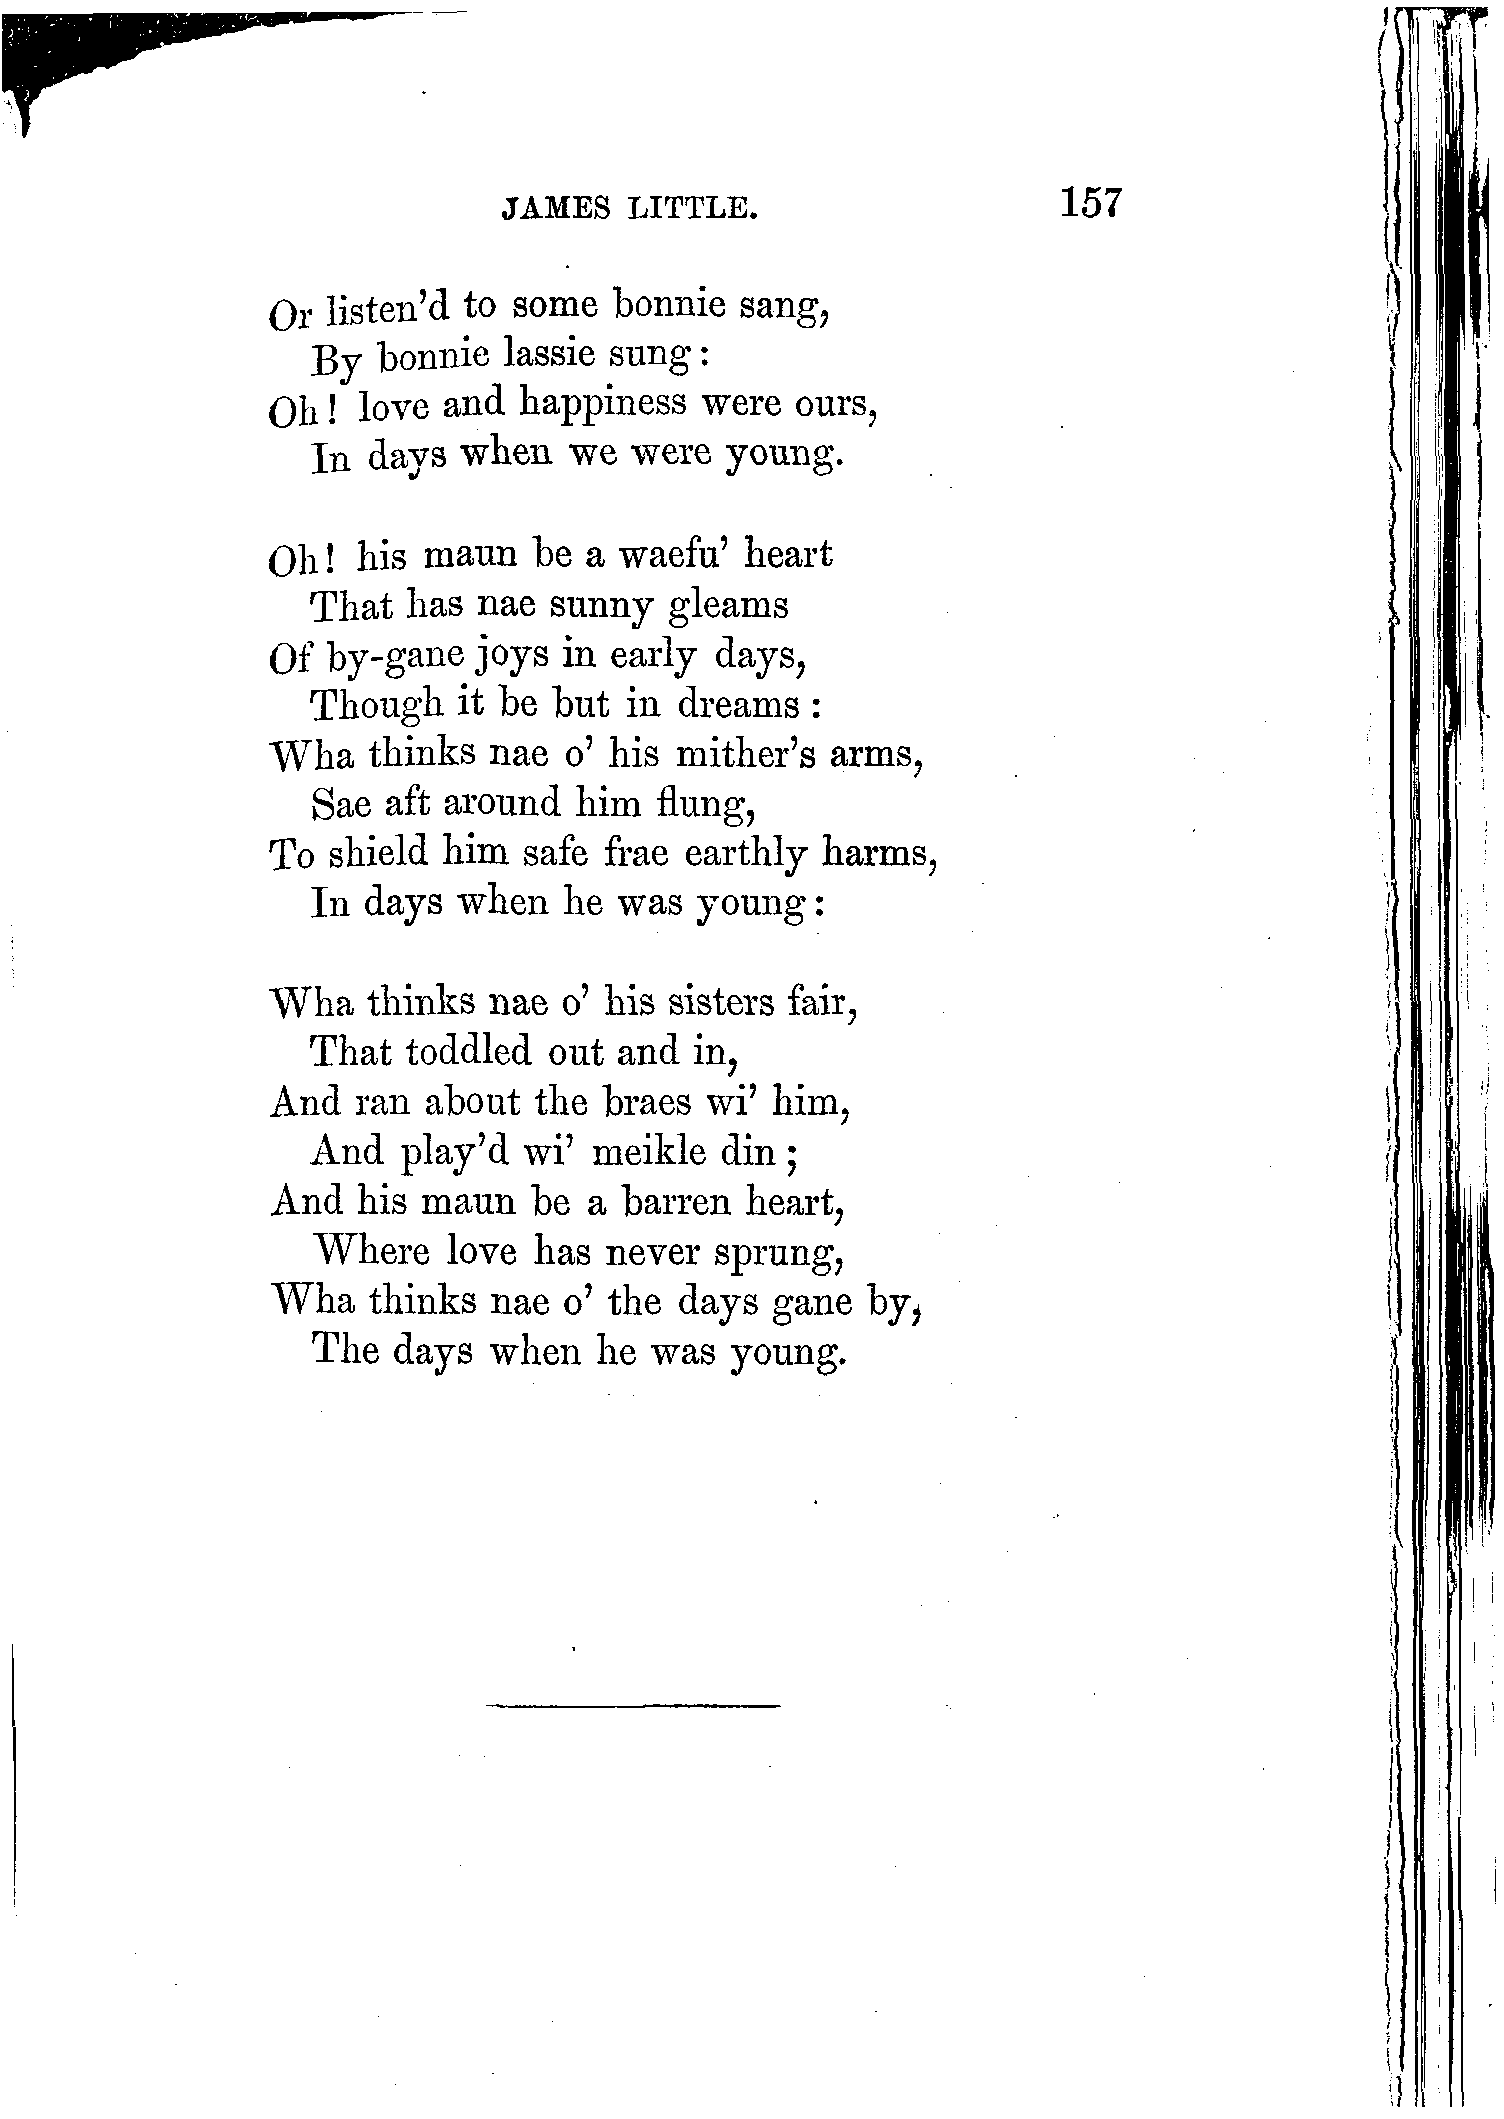 JAMES LITTLE. 157
Or listen'd to some bonnie sang,
By bonnie lassie sung :
Oh ! love and happiness were ours,
In days when we were young.
Oh ! his maun be a waefu' heart
That has nae sunny gleams
Of by-gane joys in early days,
Though it be but in dreams :
Wha thinks nae o' his mither's arms,
Sae aft around him flung,
To shield him safe frae earthly harms,
In days when he was young :
Wha thinks nae o' his sisters fair,
That toddled out and in,
And ran about the braes wi' him,
And play'd wi' meikle din ;
And his maun be a barren heart,
Where love has never sprung,
Wha thinks nae o' the days gane by,
The days when he was young.